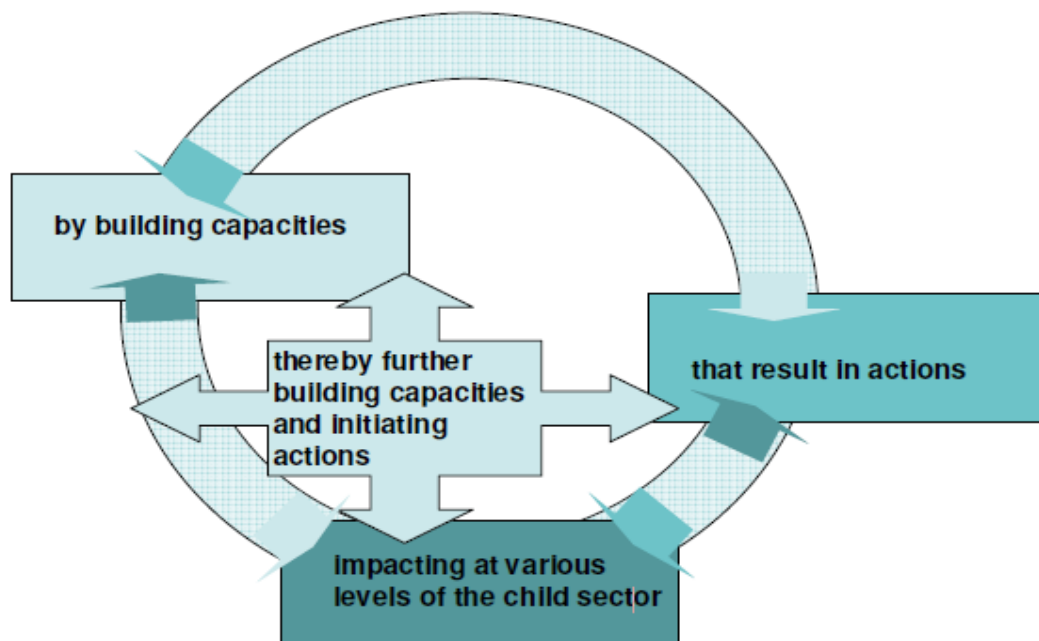 by building capacities
that result in actions
thereby further
building capacities
and initiating
actions
impacting at various
levels of the child sector